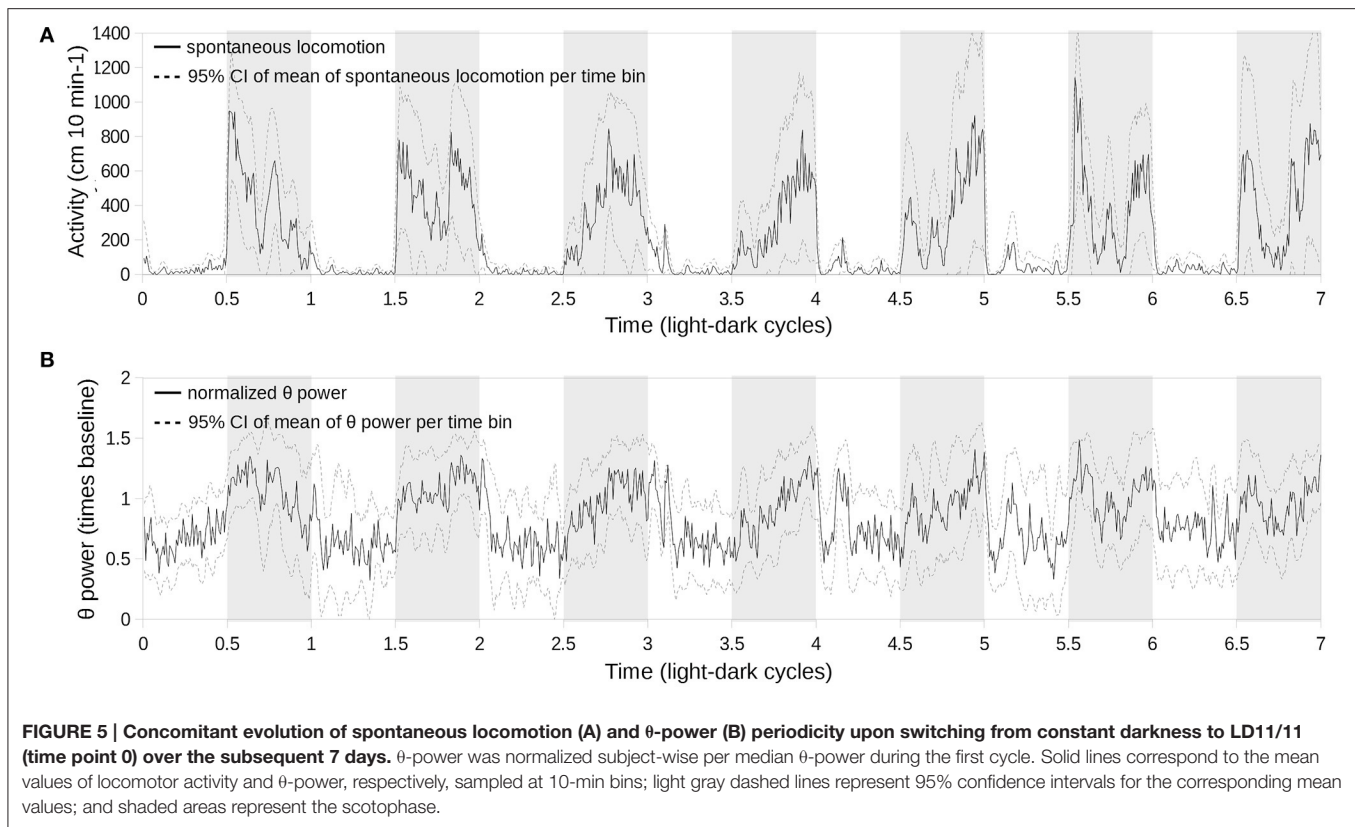 A
1400
1200
1000
800
600
400
200
0
Activity (cm 10 min-1)
spontaneous locomotion
95% CI of mean of spontaneous locomotion per time bin
0 0.5 1 1.5 2 2.5 3 3.5 4 4.5 5 5.5 6 6.5 7
Time (light-dark cycles)
B
2
1.5
1
0.5
0
θ power (times baseline)
normalized θ power
95% CI of mean of θ power per time bin
0 0.5 1 1.5 2 2.5 3 3.5 4 4.5 5 5.5 6 6.5 7
Time (light-dark cycles)
FIGURE 5 | Concomitant evolution of spontaneous locomotion (A) and θ-power (B) periodicity upon switching from constant darkness to LD11/11
(time point 0) over the subsequent 7 days. θ-power was normalized subject-wise per median θ-power during the first cycle. Solid lines correspond to the mean
values of locomotor activity and θ-power, respectively, sampled at 10-min bins; light gray dashed lines represent 95% confidence intervals for the corresponding mean
values; and shaded areas represent the scotophase.